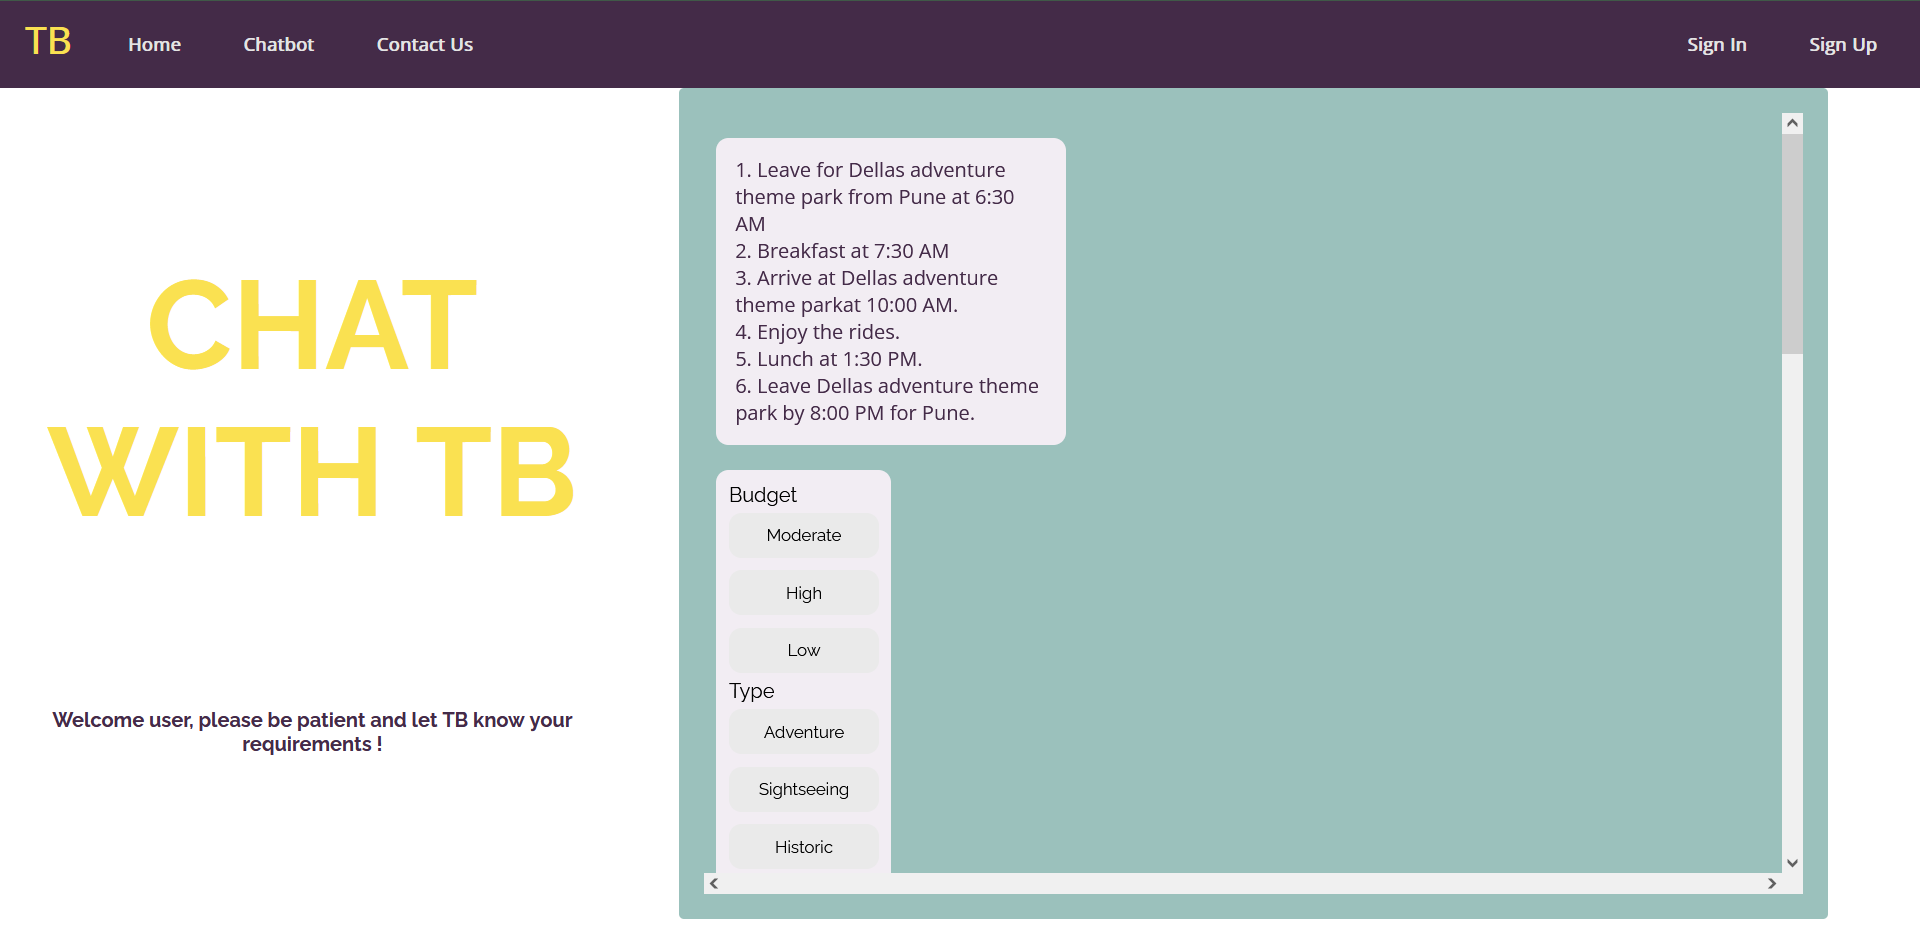 TB Home Chatbot Contact Us Sign In Sign Up
CHAT
WITH TB
Welcome user, please be patient and let TB know your
requirements !
1. Leave for Dellas adventure
theme park from Pune at 6:30
AM
2. Breakfast at 7:30 AM
3. Arrive at Dellas adventure
theme parkat 10:00 AM.
4. Enjoy the rides.
5. Lunch at 1:30 PM.
6. Leave Dellas adventure theme
park by 8:00 PM for Pune.
Budget
Moderate
High
Low
Type
Adventure
Sightseeing
Historic